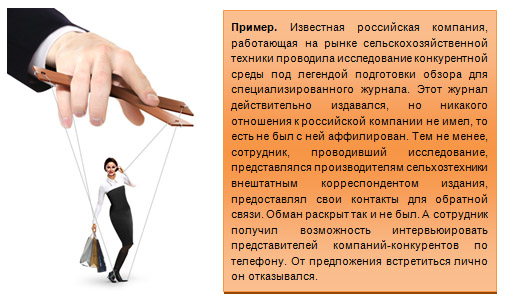 Пример. Известная российская компания,
работающая на рынке сельскохозяйственной
техники проводила исследование конкурентной
среды под легендой подготовки обзора для
специализированного журнала. Этот журнал
действительно издавался, но никакого
отношения к российской компании не имел, то
есть не был с ней аффилирован. Тем не менее,
сотрудник, проводивший исследование,
представлялся производителям сельхозтехники
внештатным корреспондентом издания,
предоставлял свои контакты для обратной
связи. Обман раскрыт так и не был. А сотрудник
получил возможность интервьюировать
представителей компаний-конкурентов по
телефону. От предложения встретиться лично
он отказывался.